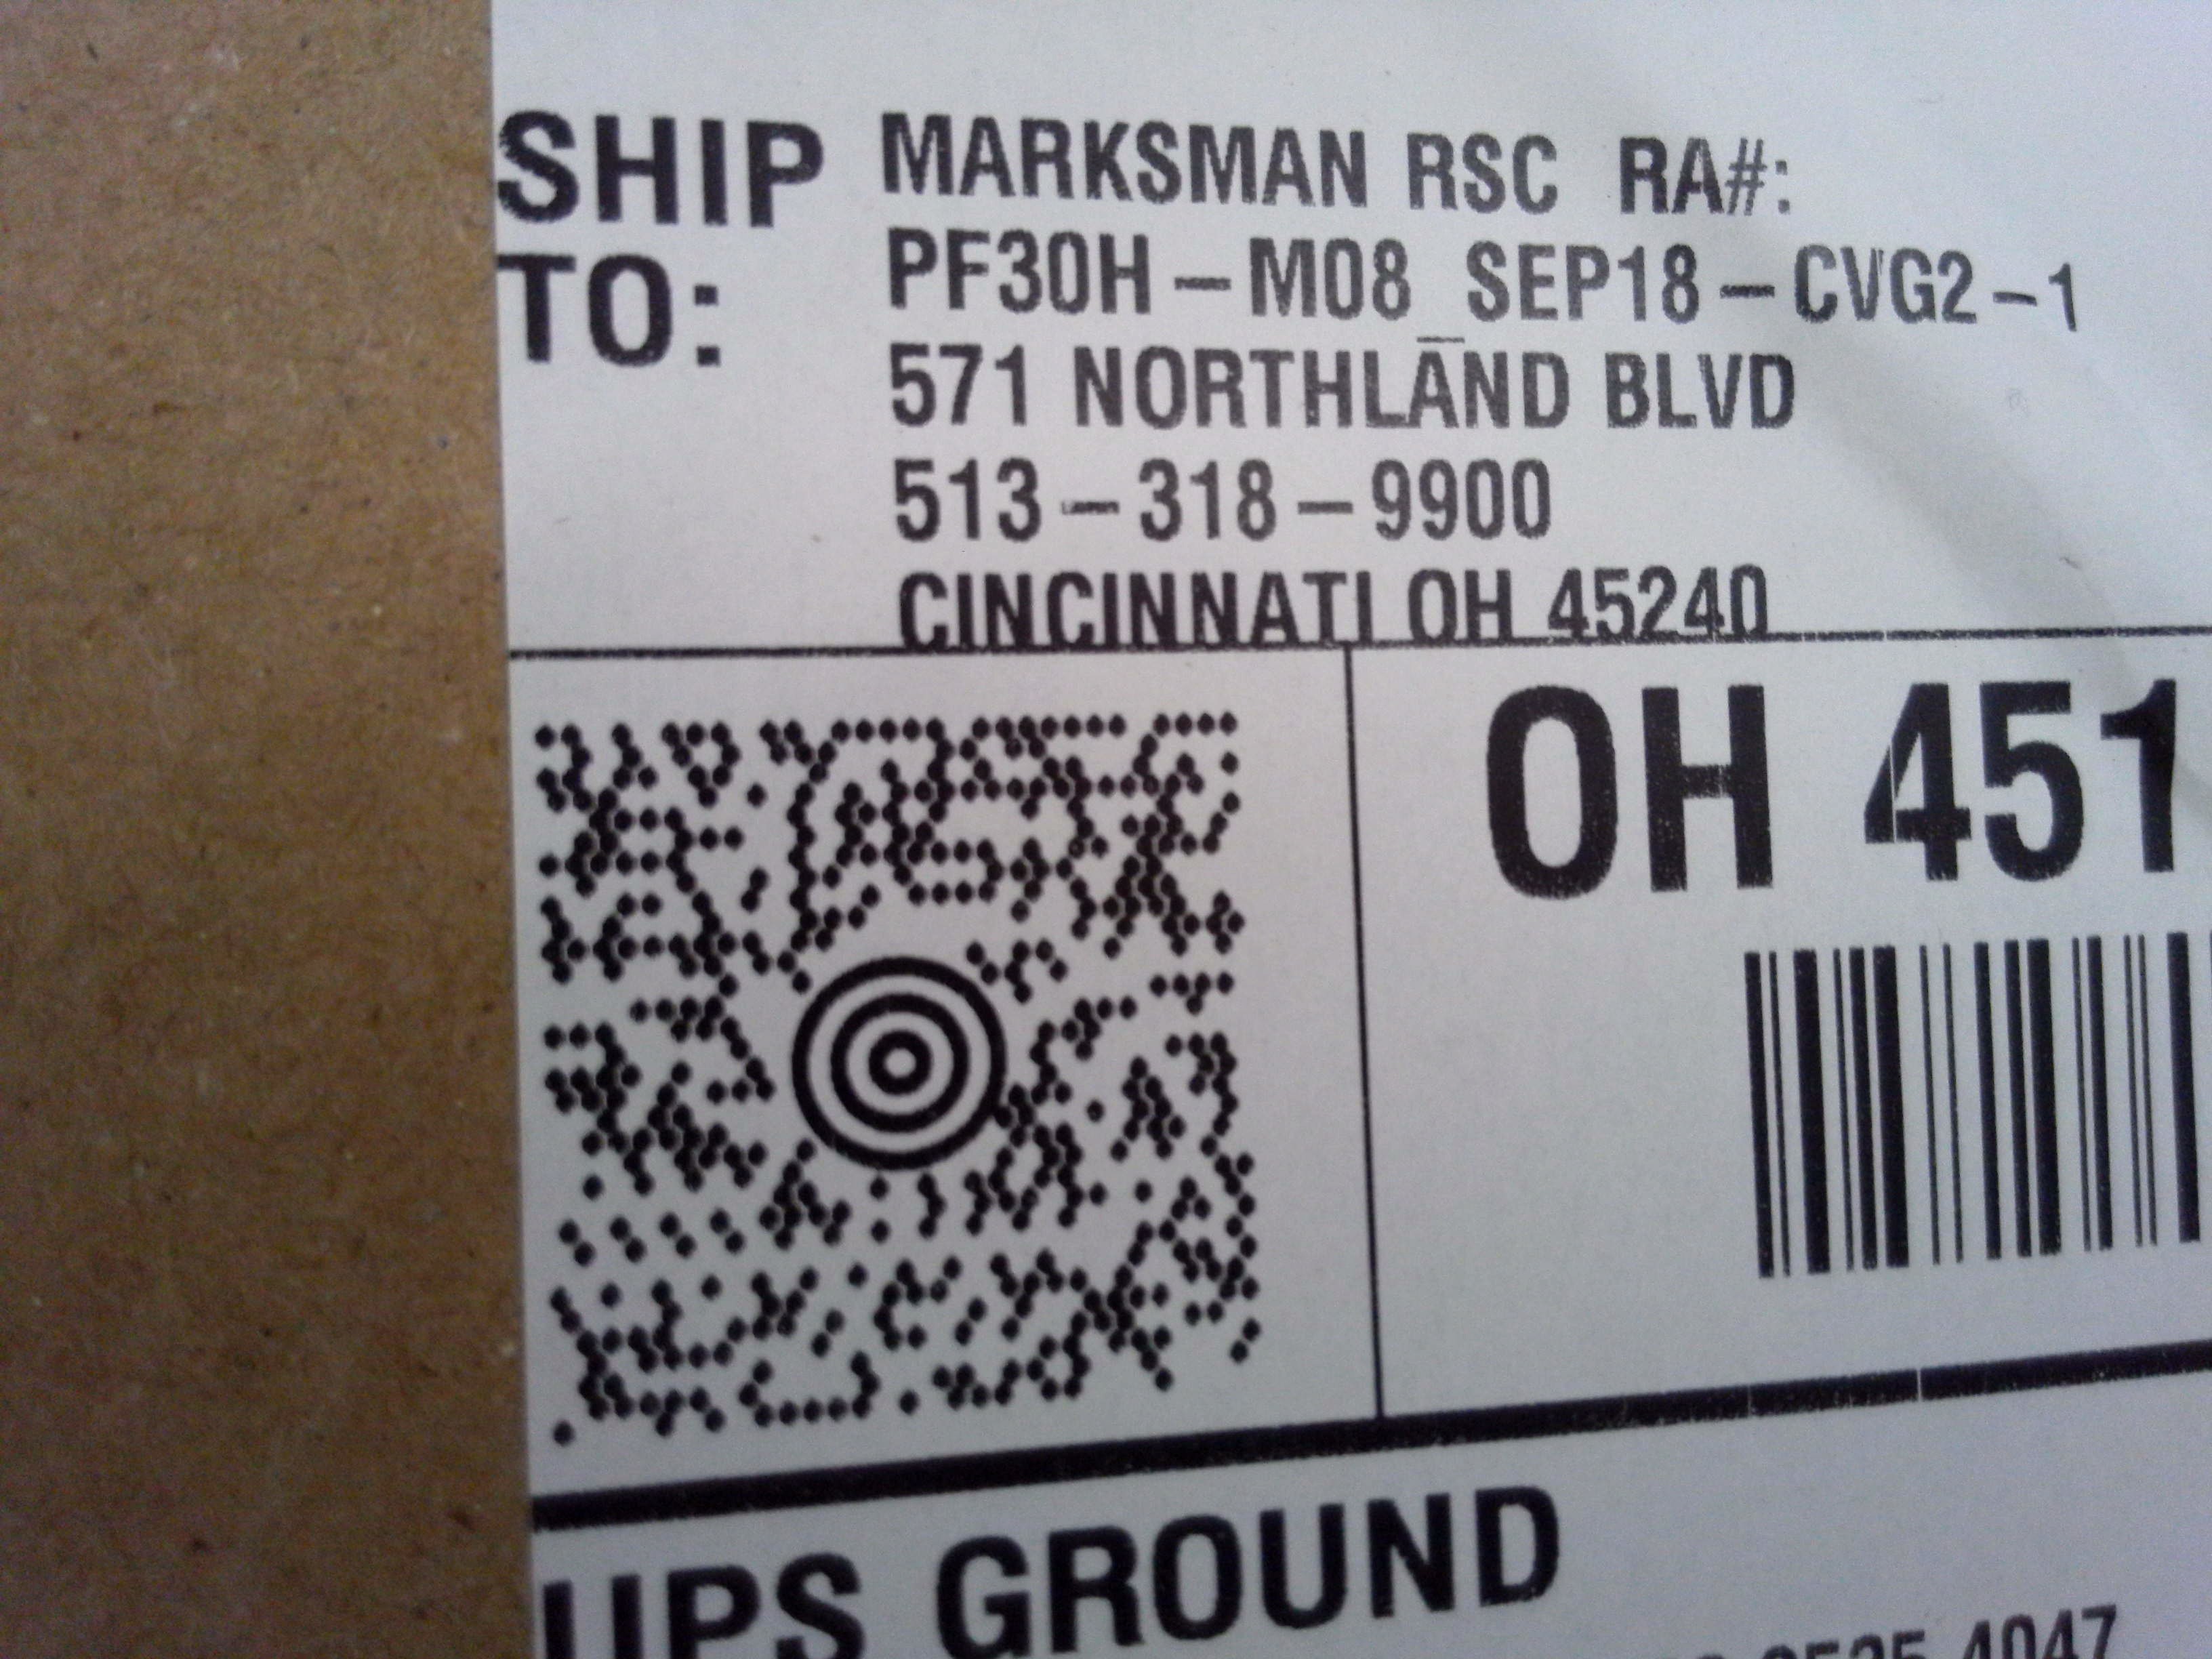 SHIP TO:
MARKSMAN RSC RA#:
PF30H-M08_SEP18-CVG2-1
571 NORTHLAND BLVD
513-318-9900
CINCINNATI OH 45240
OH 451
UPS GROUND
4047